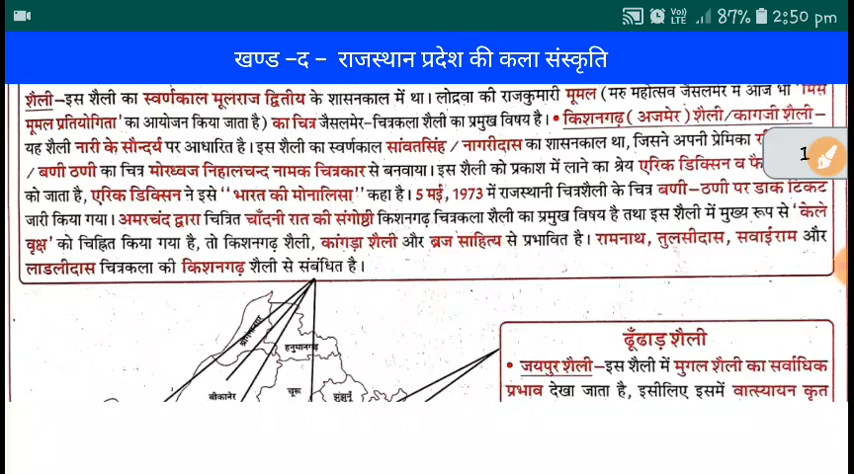 87% 2:50 pm
खण्ड -द - राजस्थान प्रदेश की कला संस्कृति
शैली–इस शैली का स्वर्णकाल मूलराज द्वितीय के शासनकाल में था। लोद्रवा की राजकुमारी मूमल (मरु महोत्सव जैसलमेर में आज भी 'मिस
मूमल प्रतियोगिता' का आयोजन किया जाता है) का चित्र जैसलमेर–चित्रकला शैली का प्रमुख विषय है। • किशनगढ़ (अजमेर) शैली/कागजी शैली–
यह शैली नारी के सौन्दर्य पर आधारित है। इस शैली का स्वर्णकाल सांवतसिंह / नागरीदास का शासनकाल था, जिसने अपनी प्रेमिका
/ बणी ठणी का चित्र मोरध्वज निहालचन्द नामक चित्रकार से बनवाया। इस शैली को प्रकाश में लाने का श्रेय एरिक डिक्सिन व
को जाता है, एरिक डिक्सिन ने इसे ''भारत की मोनालिसा'' कहा है। 5 मई, 1973 में राजस्थानी चित्रशैली के चित्र बणी–ठणी पर डाक टिकट
जारी किया गया। अमरचंद द्वारा चित्रित चाँदनी रात की संगोष्ठी किशनगढ़ चित्रकला शैली का प्रमुख विषय है तथा इस शैली में मुख्य रूप से 'केले
वृक्ष' को चिह्नित किया गया है, तो किशनगढ़ शैली, कांगड़ा शैली और ब्रज साहित्य से प्रभावित है। रामनाथ, तुलसीदास, सवाईराम और
लाडलीदास चित्रकला की किशनगढ़ शैली से संबंधित है।
1
श्रीगंगानगर
हनुमानगढ़
चूरू
बीकानेर
झुंझुनूं
ढूँढाड़ शैली
• जयपुर शैली–इस शैली में मुगल शैली का सर्वाधिक
प्रभाव देखा जाता है, इसीलिए इसमें वात्स्यायन कृत